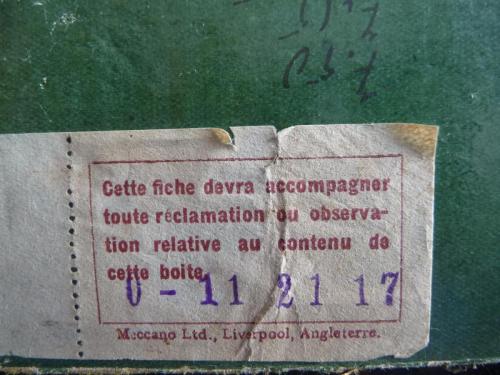 Cette fiche devra accompagner
toute réclamation ou observa-
tion relative au contenu de
cette boite.
0 - 11 21 17
Meccano Ltd., Liverpool, Angleterre.